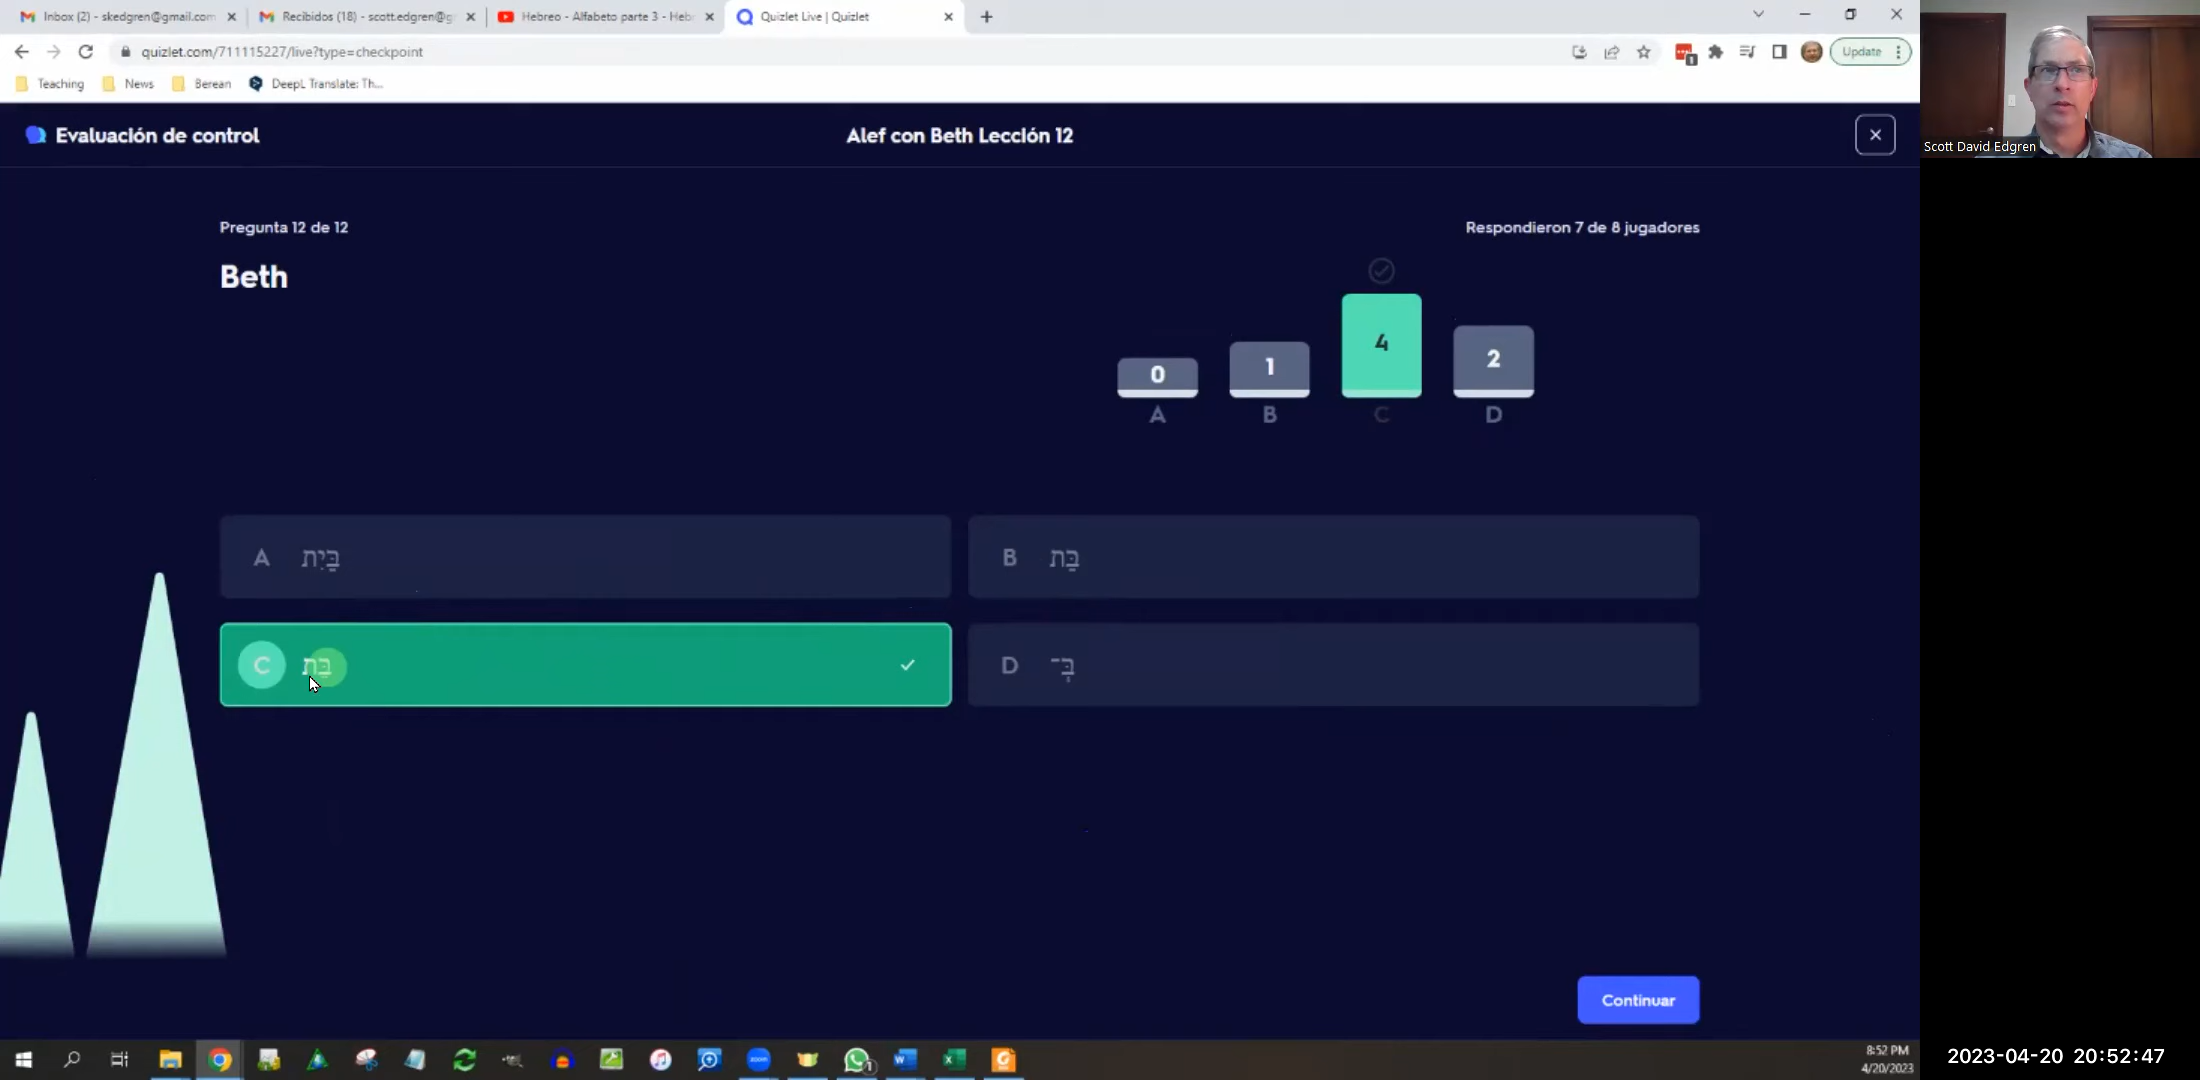 Inbox (2) - skedgren@gmail.com
Recibidos (18) - scott.edgren@g
Hebreo - Alfabeto parte 3 - Heb
Quizlet Live | Quizlet
quizlet.com/711115227/live?type=checkpoint
Update
Teaching
News
Berean
DeepL Translate: Th...
Evaluación de control
Alef con Beth Lección 12
Scott David Edgren
Pregunta 12 de 12
Respondieron 7 de 8 jugadores
Beth
0
1
4
2
A
B
C
D
A בַּיִת
B בַּת
C
D בְּ־
Continuar
zoom
8:52 PM
4/20/2023
2023-04-20 20:52:47